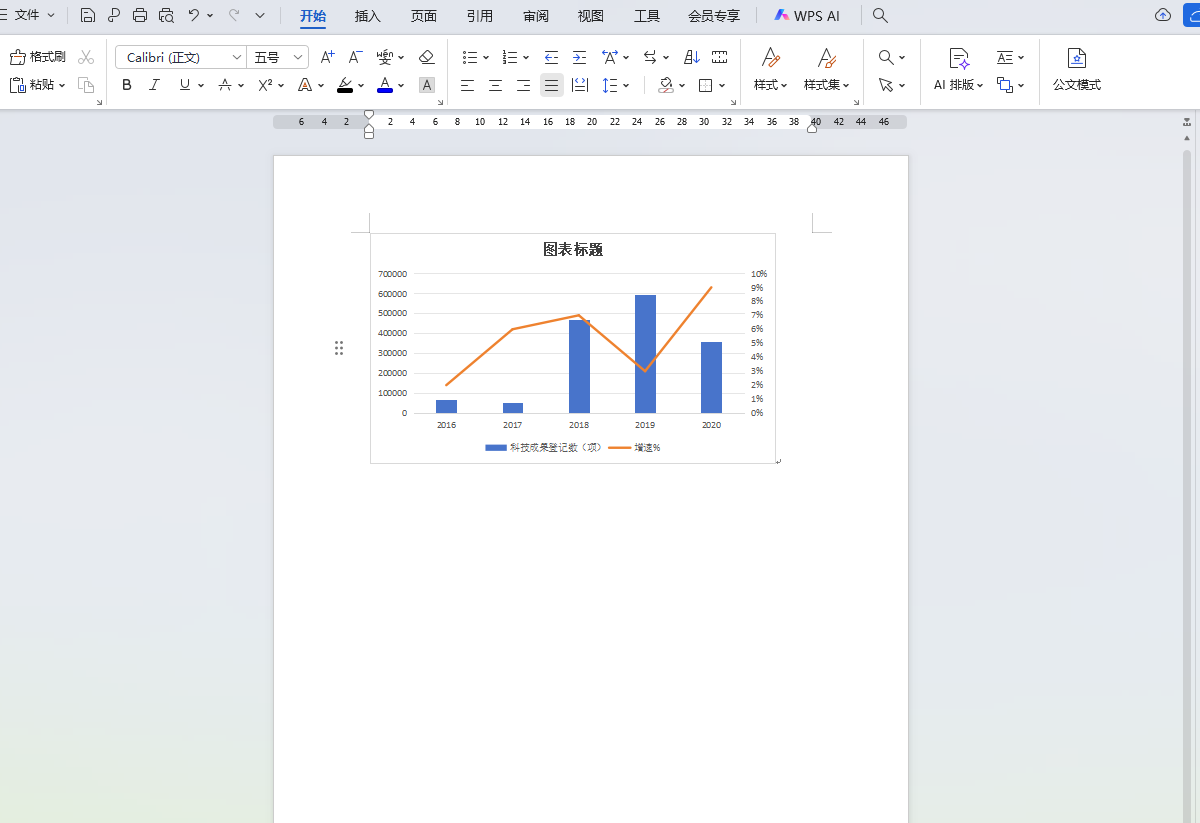 文件 开始 插入 页面 引用 审阅 视图 工具 会员专享 WPS AI
格式刷 Calibri (正文) 五号 A+ A- wén
粘贴 B I U A X² A A A 样式 样式集 AI 排版 公文模式
6 4 2 2 4 6 8 10 12 14 16 18 20 22 24 26 28 30 32 34 36 38 40 42 44 46
图表标题
700000 10%
600000 9%
8%
500000 7%
400000 6%
5%
300000 4%
200000 3%
2%
100000 1%
0 0%
2016 2017 2018 2019 2020
科技成果登记数（项） 增速%